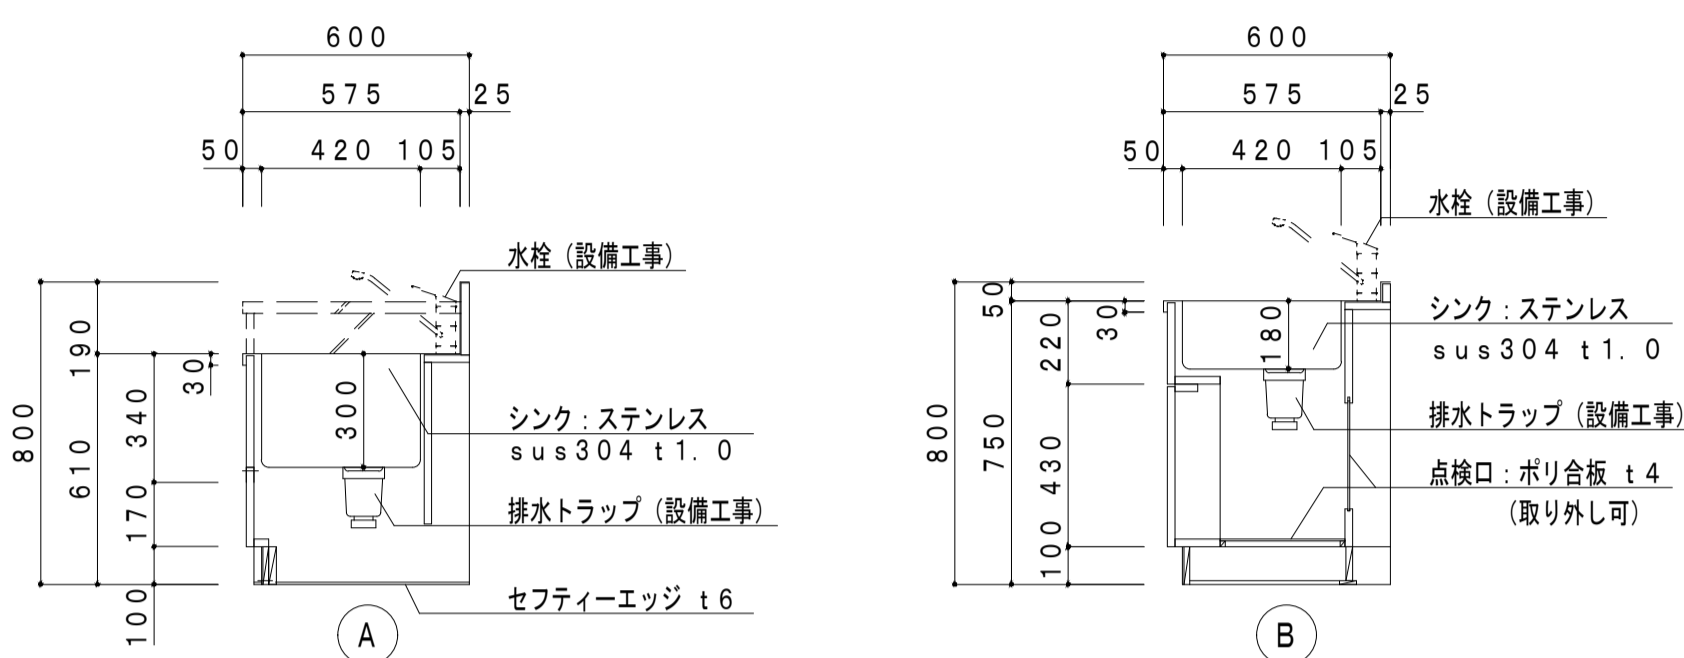 600
575 25
50 420 105
水栓（設備工事）
800
190
610
340
170
100
30
300
シンク：ステンレス
sus304 t1.0
排水トラップ（設備工事）
セフティーエッジ t6
A
600
575 25
50 420 105
水栓（設備工事）
800
50
750
220
430
100
30
180
シンク：ステンレス
sus304 t1.0
排水トラップ（設備工事）
点検口：ポリ合板 t4
（取り外し可）
B